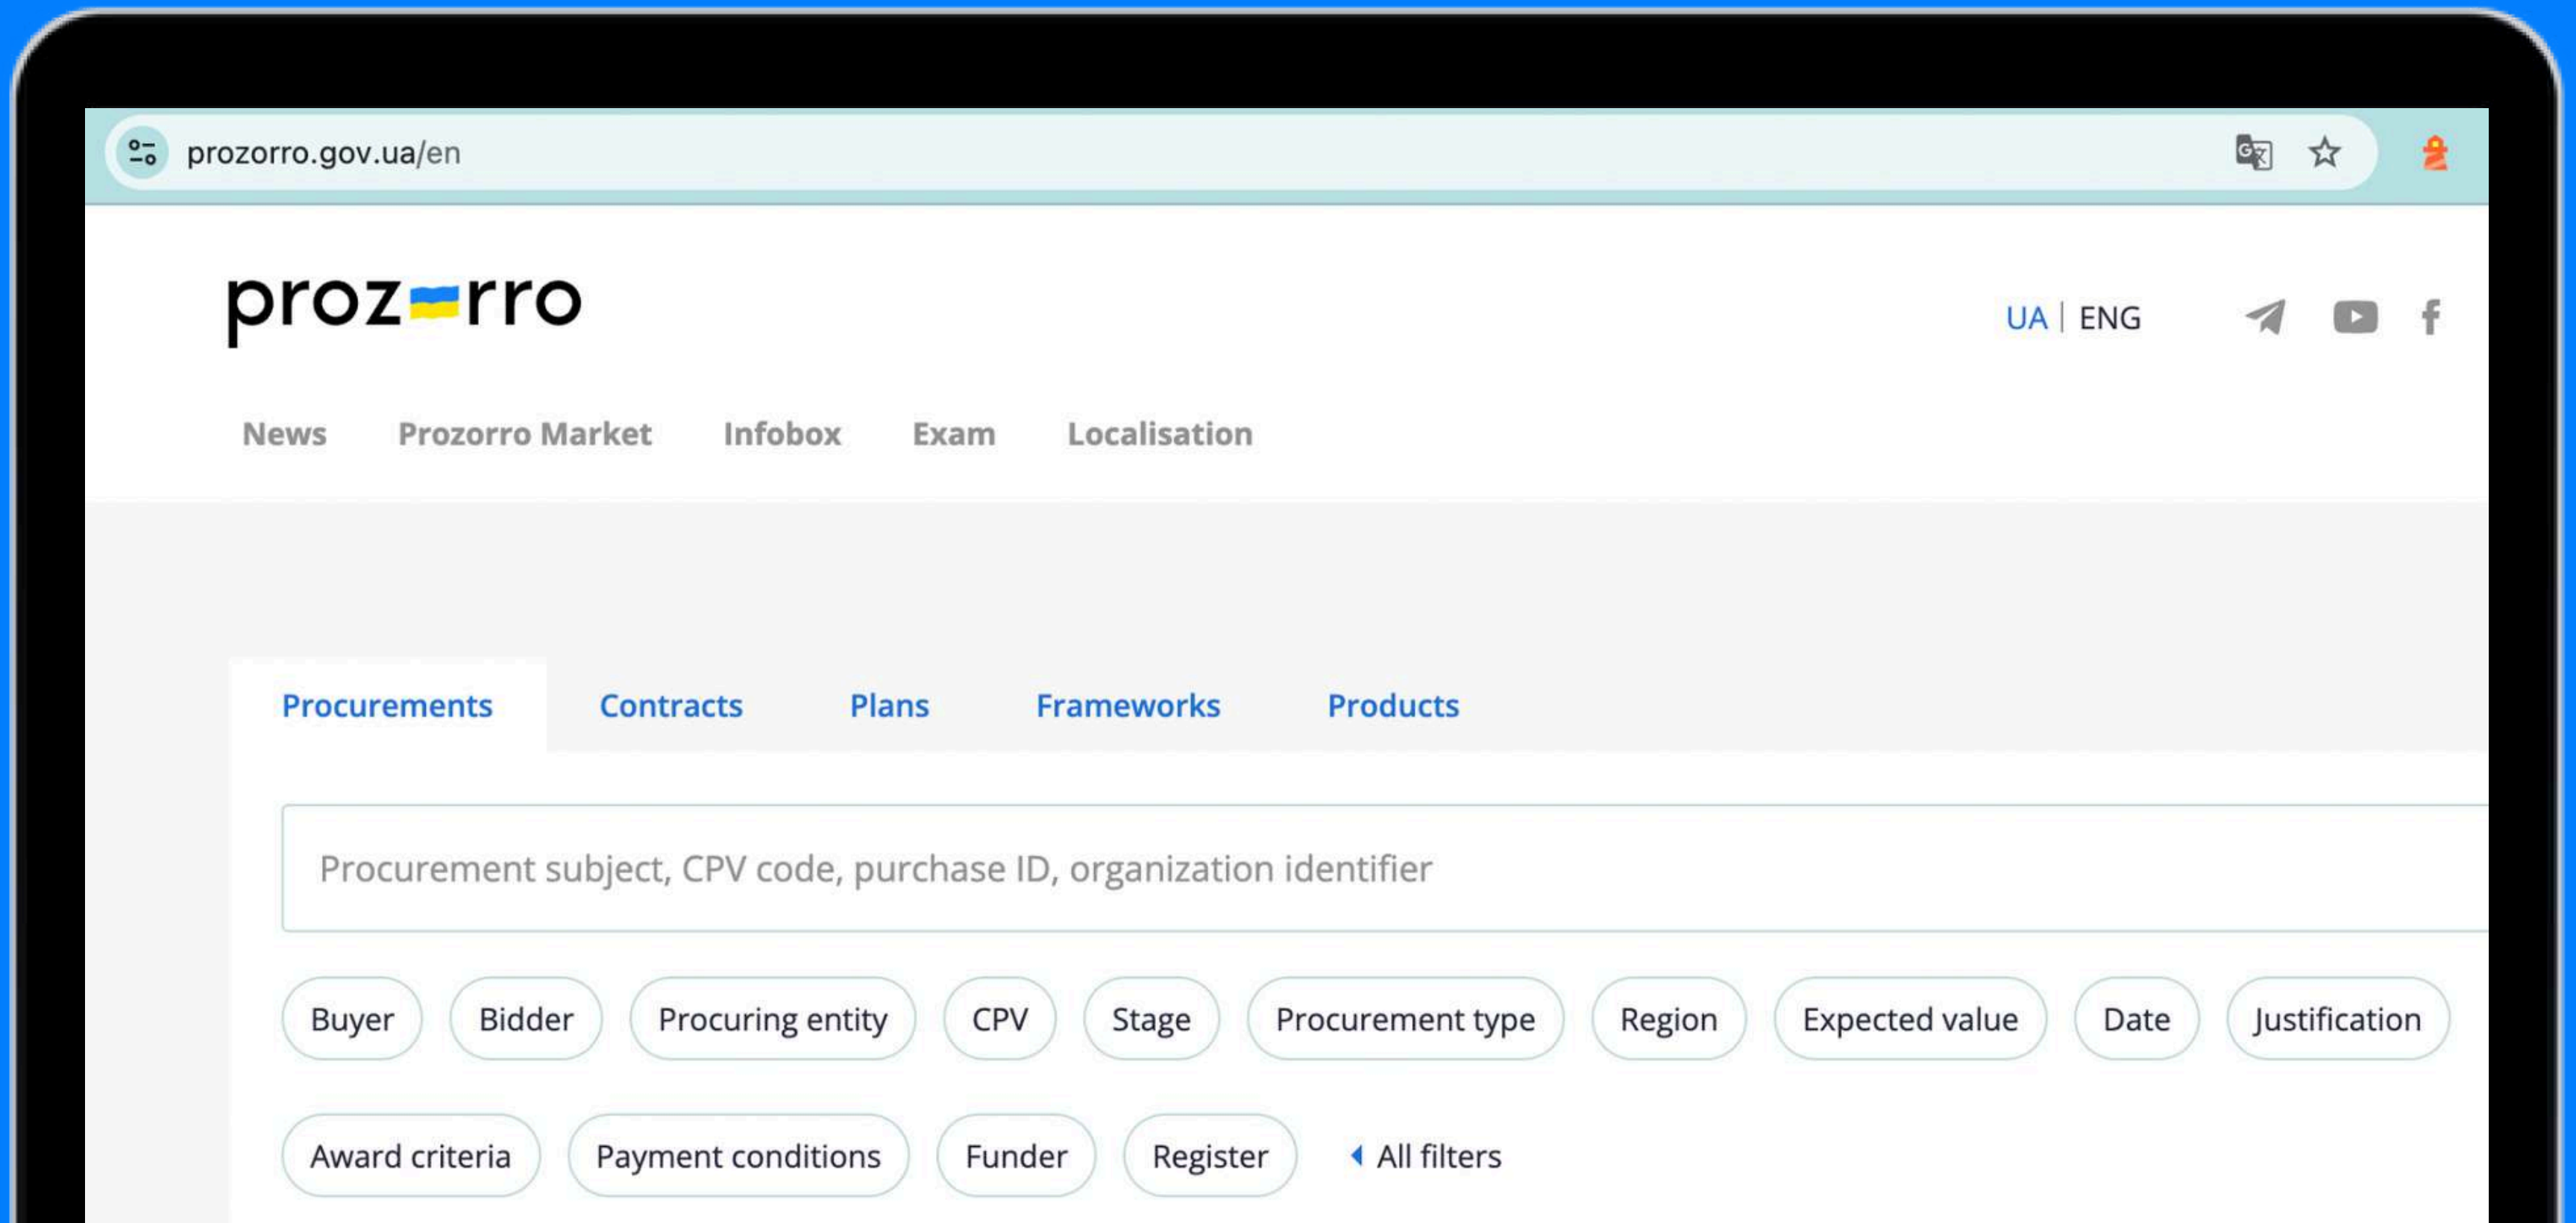 prozorro.gov.ua/en
prozorro
UA | ENG
News Prozorro Market Infobox Exam Localisation
Procurements Contracts Plans Frameworks Products
Procurement subject, CPV code, purchase ID, organization identifier
Buyer Bidder Procuring entity CPV Stage Procurement type Region Expected value Date Justification
Award criteria Payment conditions Funder Register All filters